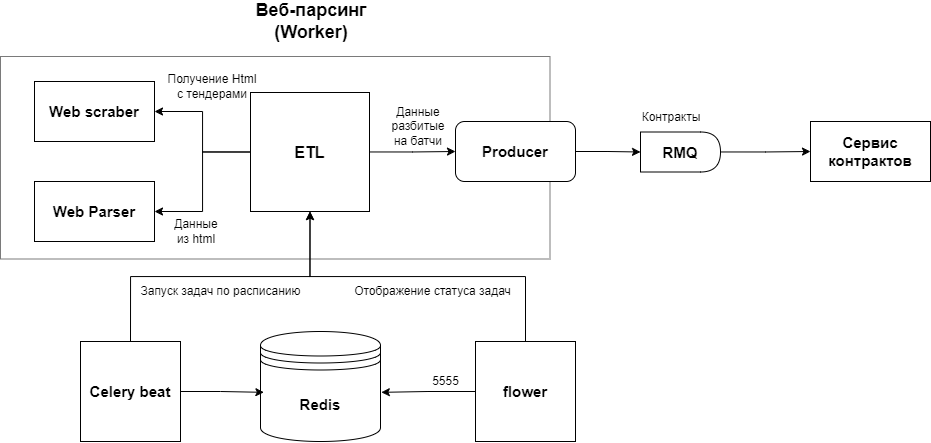 Веб-парсинг
(Worker)
Получение Html
с тендерами
Web scraber
ETL
Данные
разбитые
на батчи
Producer
Контракты
RMQ
Сервис
контрактов
Web Parser
Данные
из html
Запуск задач по расписанию
Отображение статуса задач
Celery beat
Redis
5555
flower